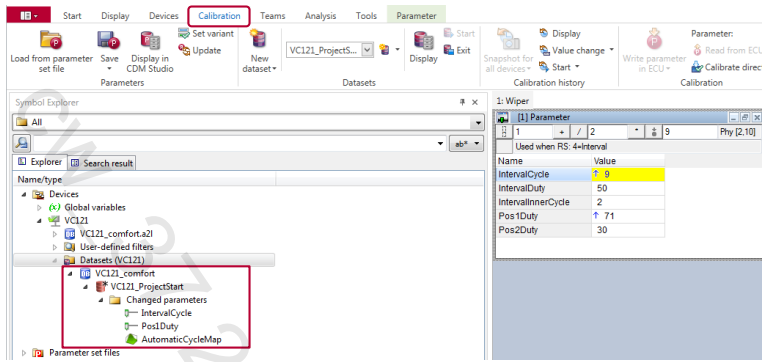 Start Display Devices Calibration Teams Analysis Tools Parameter
Load from parameter set file
Save
Display in CDM Studio
Set variant
Update
Parameters
New dataset
VC121_ProjectS...
Display
Start
Exit
Datasets
Snapshot for all devices
Display
Value change
Start
Calibration history
Write parameter in ECU
Parameter:
Read from ECU
Calibrate direc
Calibration
Symbol Explorer
All
ab*
Explorer Search result
Name/type
Devices
(x) Global variables
VC121
VC121_comfort.a2l
User-defined filters
Datasets (VC121)
VC121_comfort
VC121_ProjectStart
Changed parameters
IntervalCycle
Pos1Duty
AutomaticCycleMap
Parameter set files
1: Wiper
[1] Parameter
1 + / 2 * 9 Phy [2,10]
Used when RS: 4=Interval
Name Value
IntervalCycle 9
IntervalDuty 50
IntervalInnerCycle 2
Pos1Duty 71
Pos2Duty 30